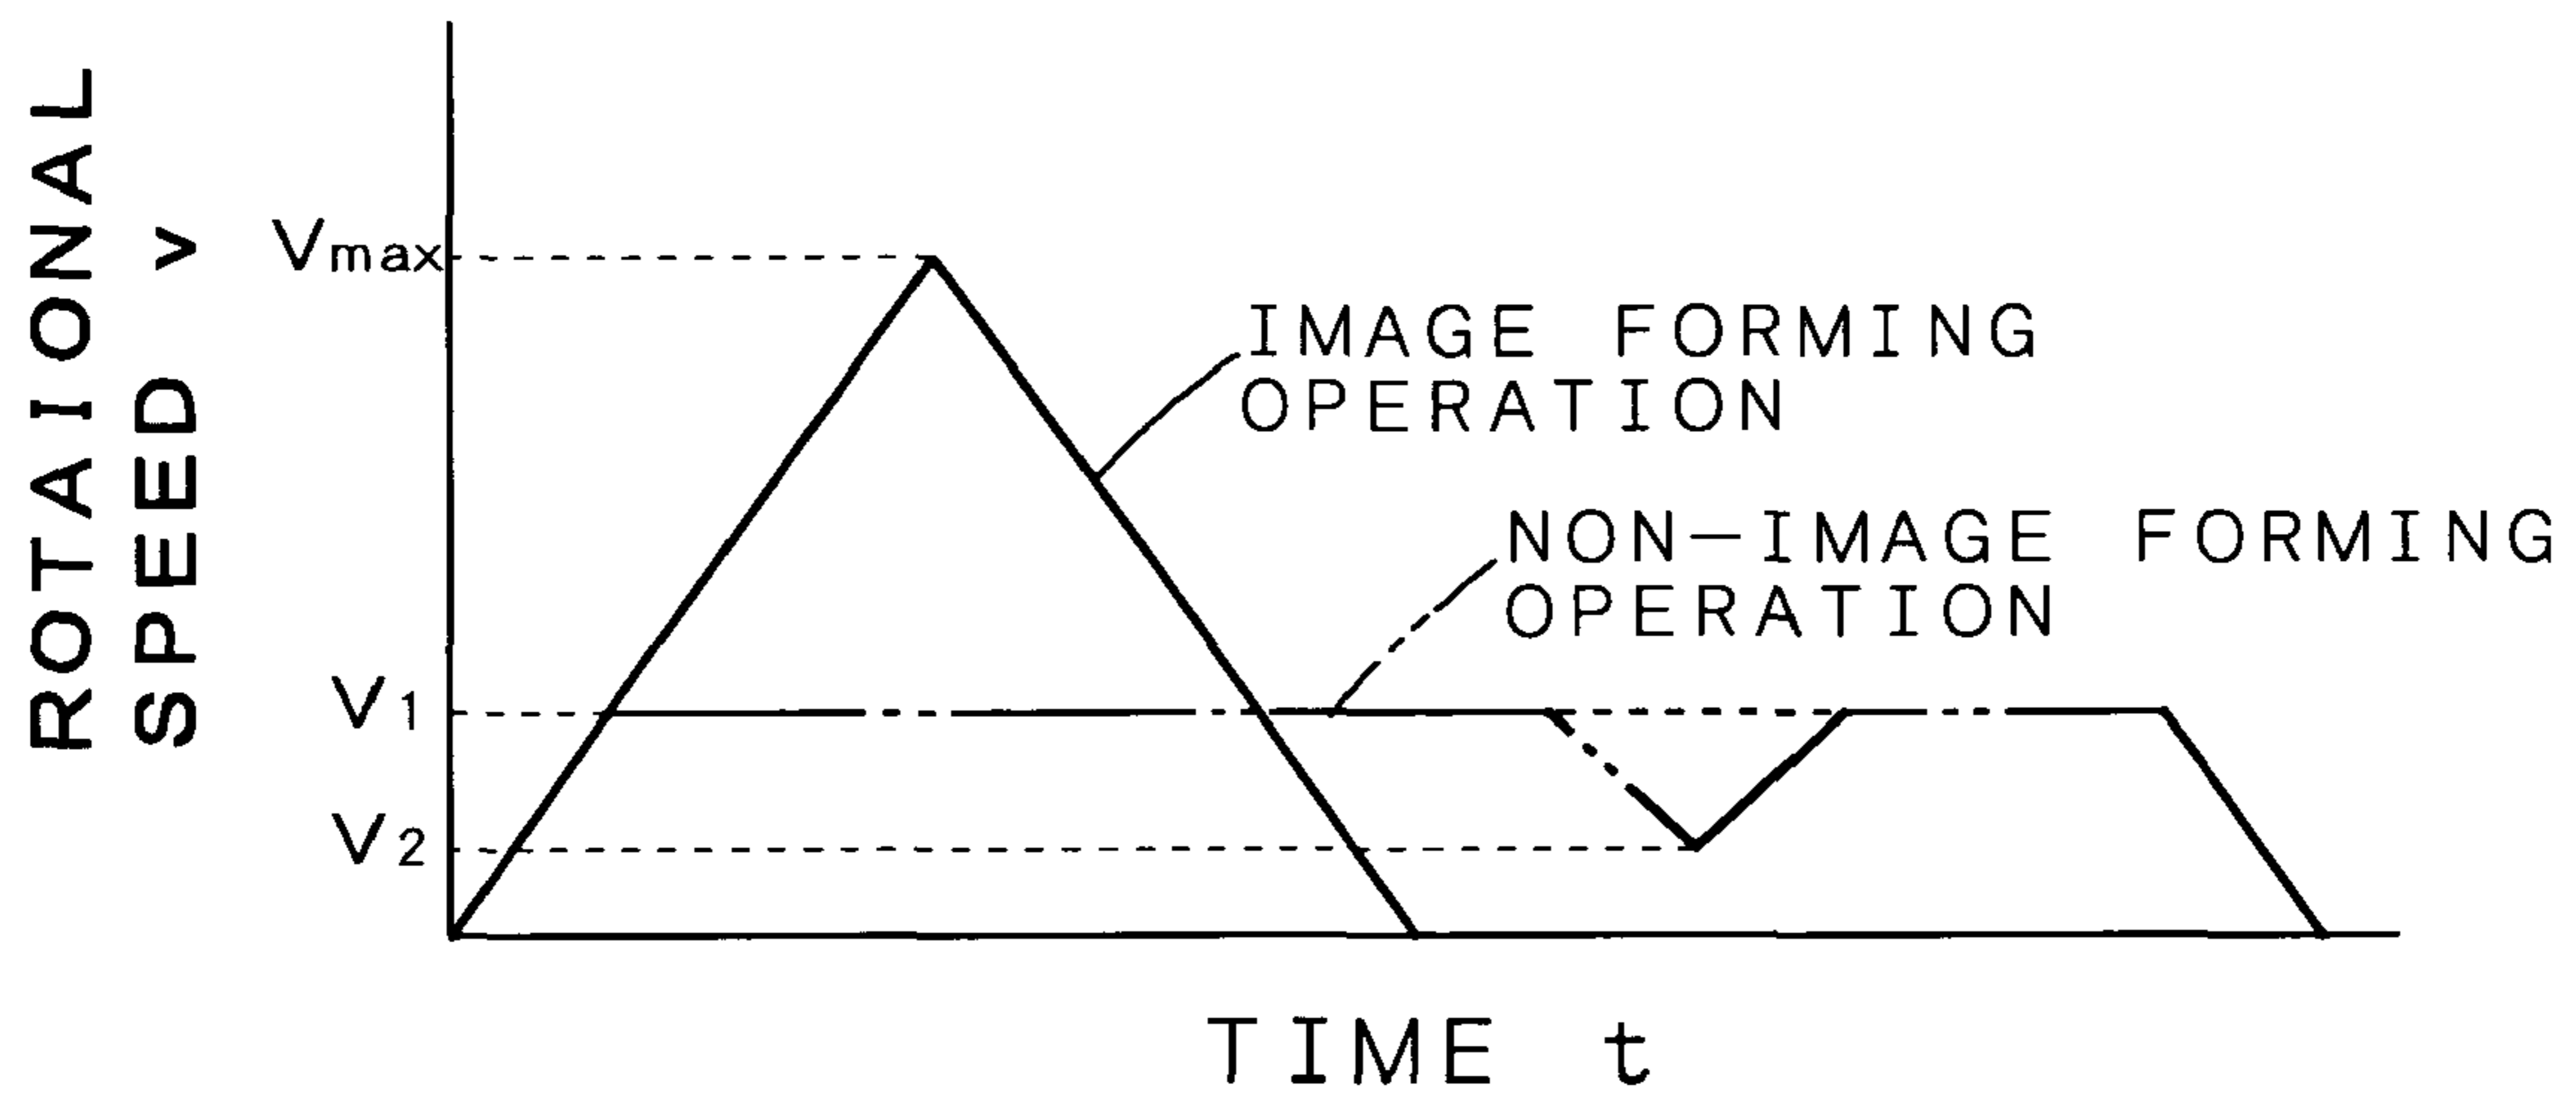 ROTAIONAL
SPEED v
Vmax
IMAGE FORMING
OPERATION
NON-IMAGE FORMING
OPERATION
V1
V2
TIME t